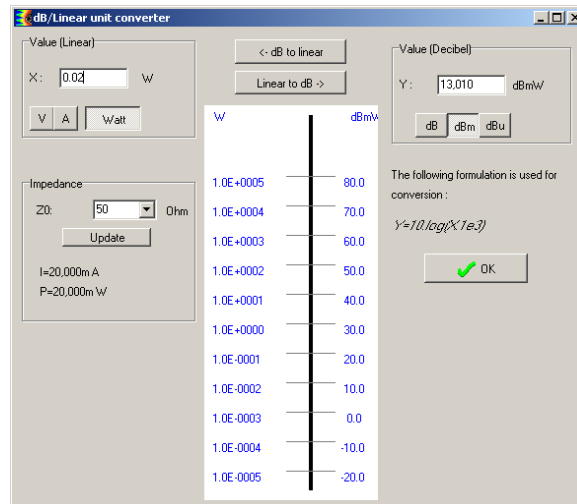 dB/Linear unit converter
Value (Linear)
X: 0.02 W
V A Watt
Impedance
Z0: 50 Ohm
Update
I=20,000m A
P=20,000m W
<- dB to linear
Linear to dB ->
W dBmW
1.0E+0005 80.0
1.0E+0004 70.0
1.0E+0003 60.0
1.0E+0002 50.0
1.0E+0001 40.0
1.0E+0000 30.0
1.0E-0001 20.0
1.0E-0002 10.0
1.0E-0003 0.0
1.0E-0004 -10.0
1.0E-0005 -20.0
Value (Decibel)
Y: 13,010 dBmW
dB dBm dBu
The following formulation is used for
conversion :
Y=10.log(X.1e3)
OK